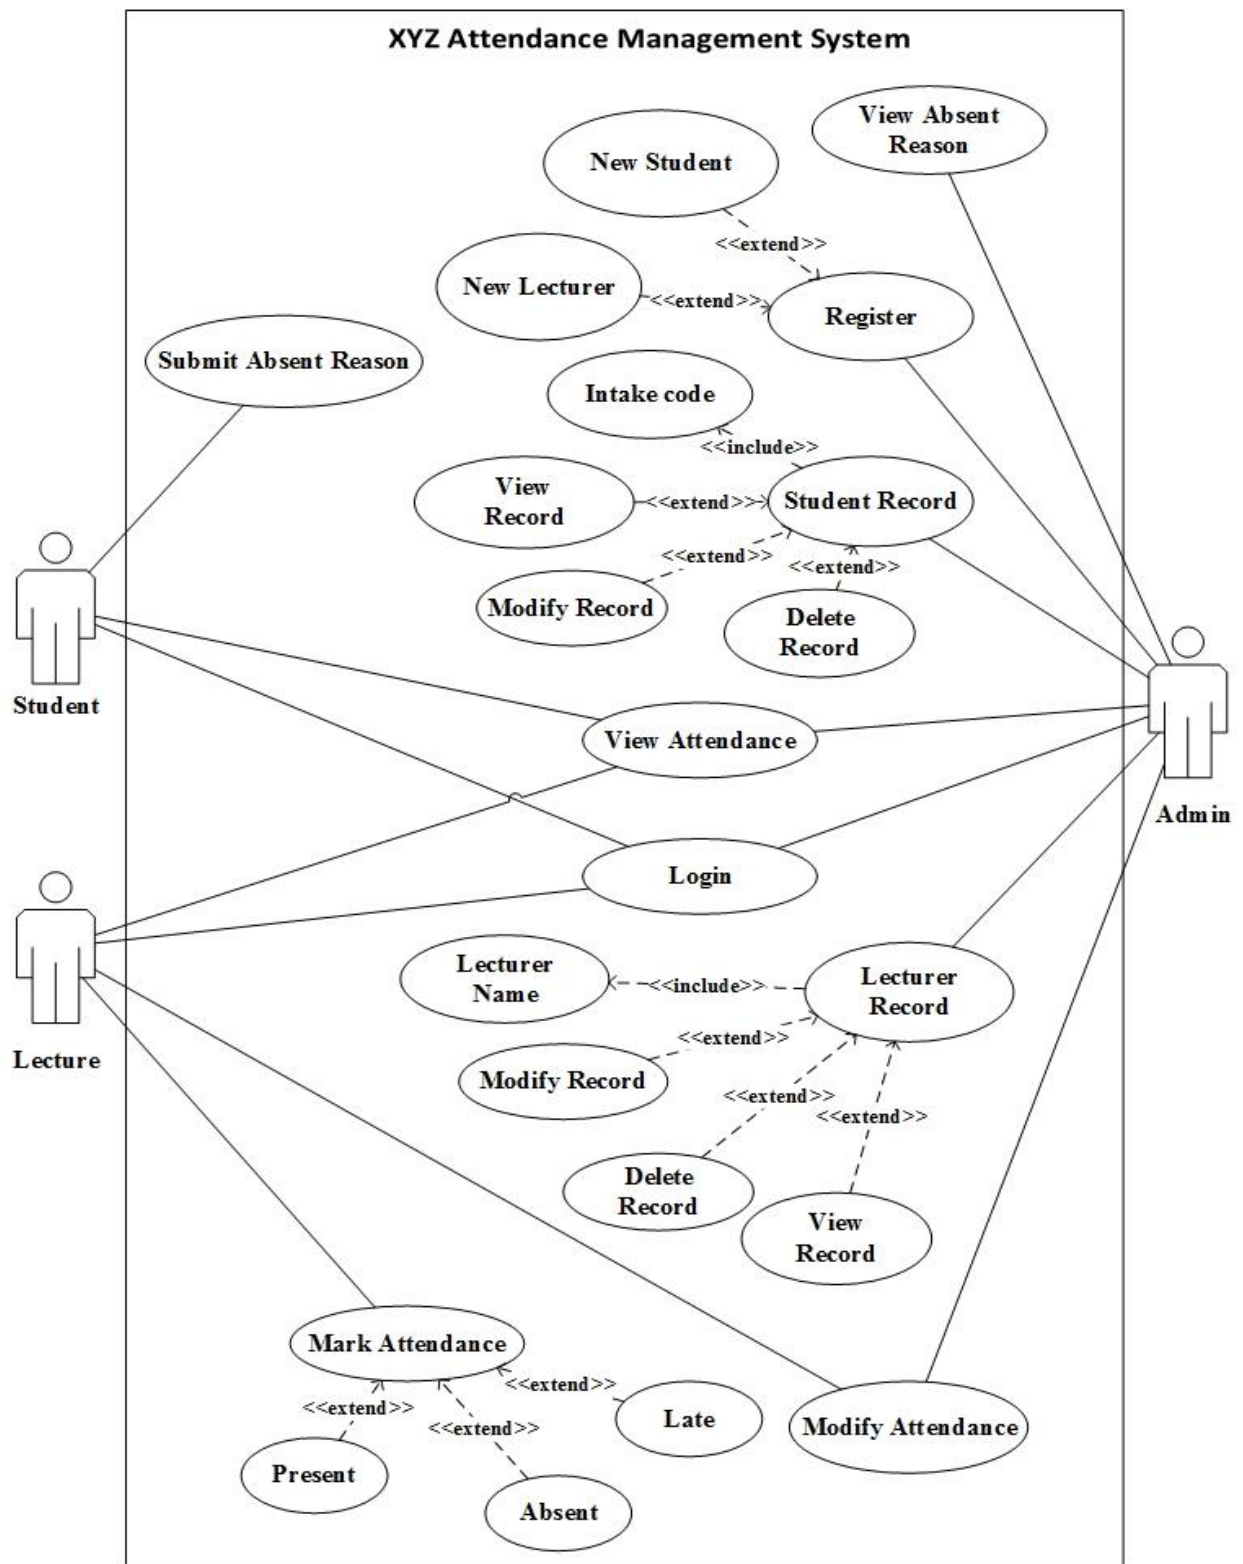 XYZ Attendance Management System
View Absent
Reason
New Student
<<extend>>
New Lecturer
<<extend>>
Register
Submit Absent Reason
Intake code
<<include>>
View
Record
<<extend>>
Student Record
<<extend>>
<<extend>>
Modify Record
Delete
Record
Student
View Attendance
Admin
Login
Lecture
Lecturer
Name
<<include>>
Lecturer
Record
<<extend>>
Modify Record
<<extend>>
<<extend>>
Delete
Record
View
Record
Mark Attendance
<<extend>>
<<extend>>
<<extend>>
Late
Modify Attendance
Present
Absent